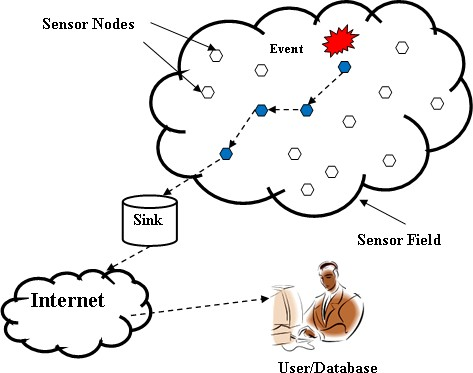 Sensor Nodes
Event
Sink
Sensor Field
Internet
User/Database